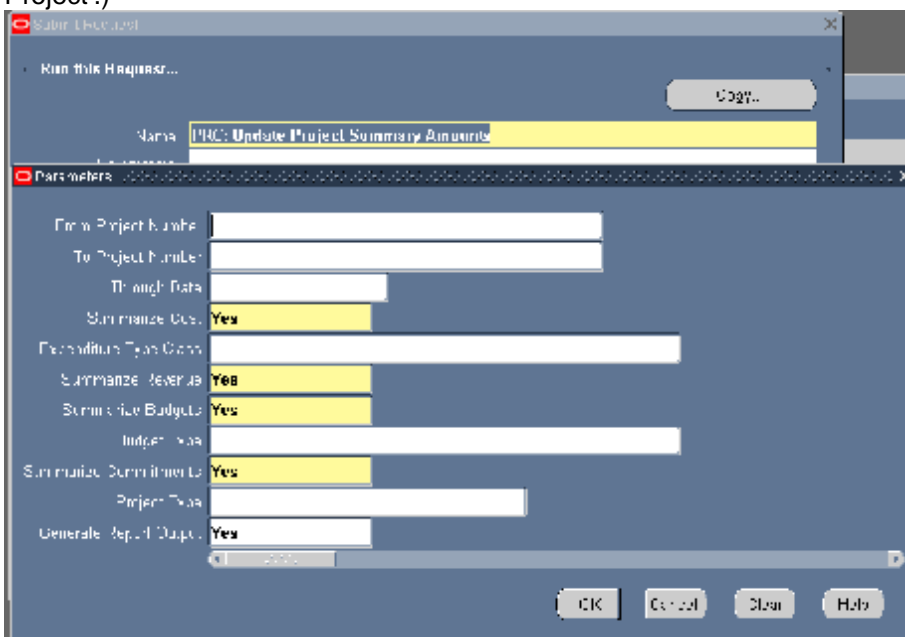 Project .)
Submit Request
Run this Request...
Copy...
Name PRC: Update Project Summary Amounts
Parameters
From Project Number
To Project Number
Through Date
Summarize Cost Yes
Expenditure Type Class
Summarize Revenue Yes
Summarize Budgets Yes
Budget Type
Summarize Commitments Yes
Project Type
Generate Report Output Yes
OK Cancel Clear Help